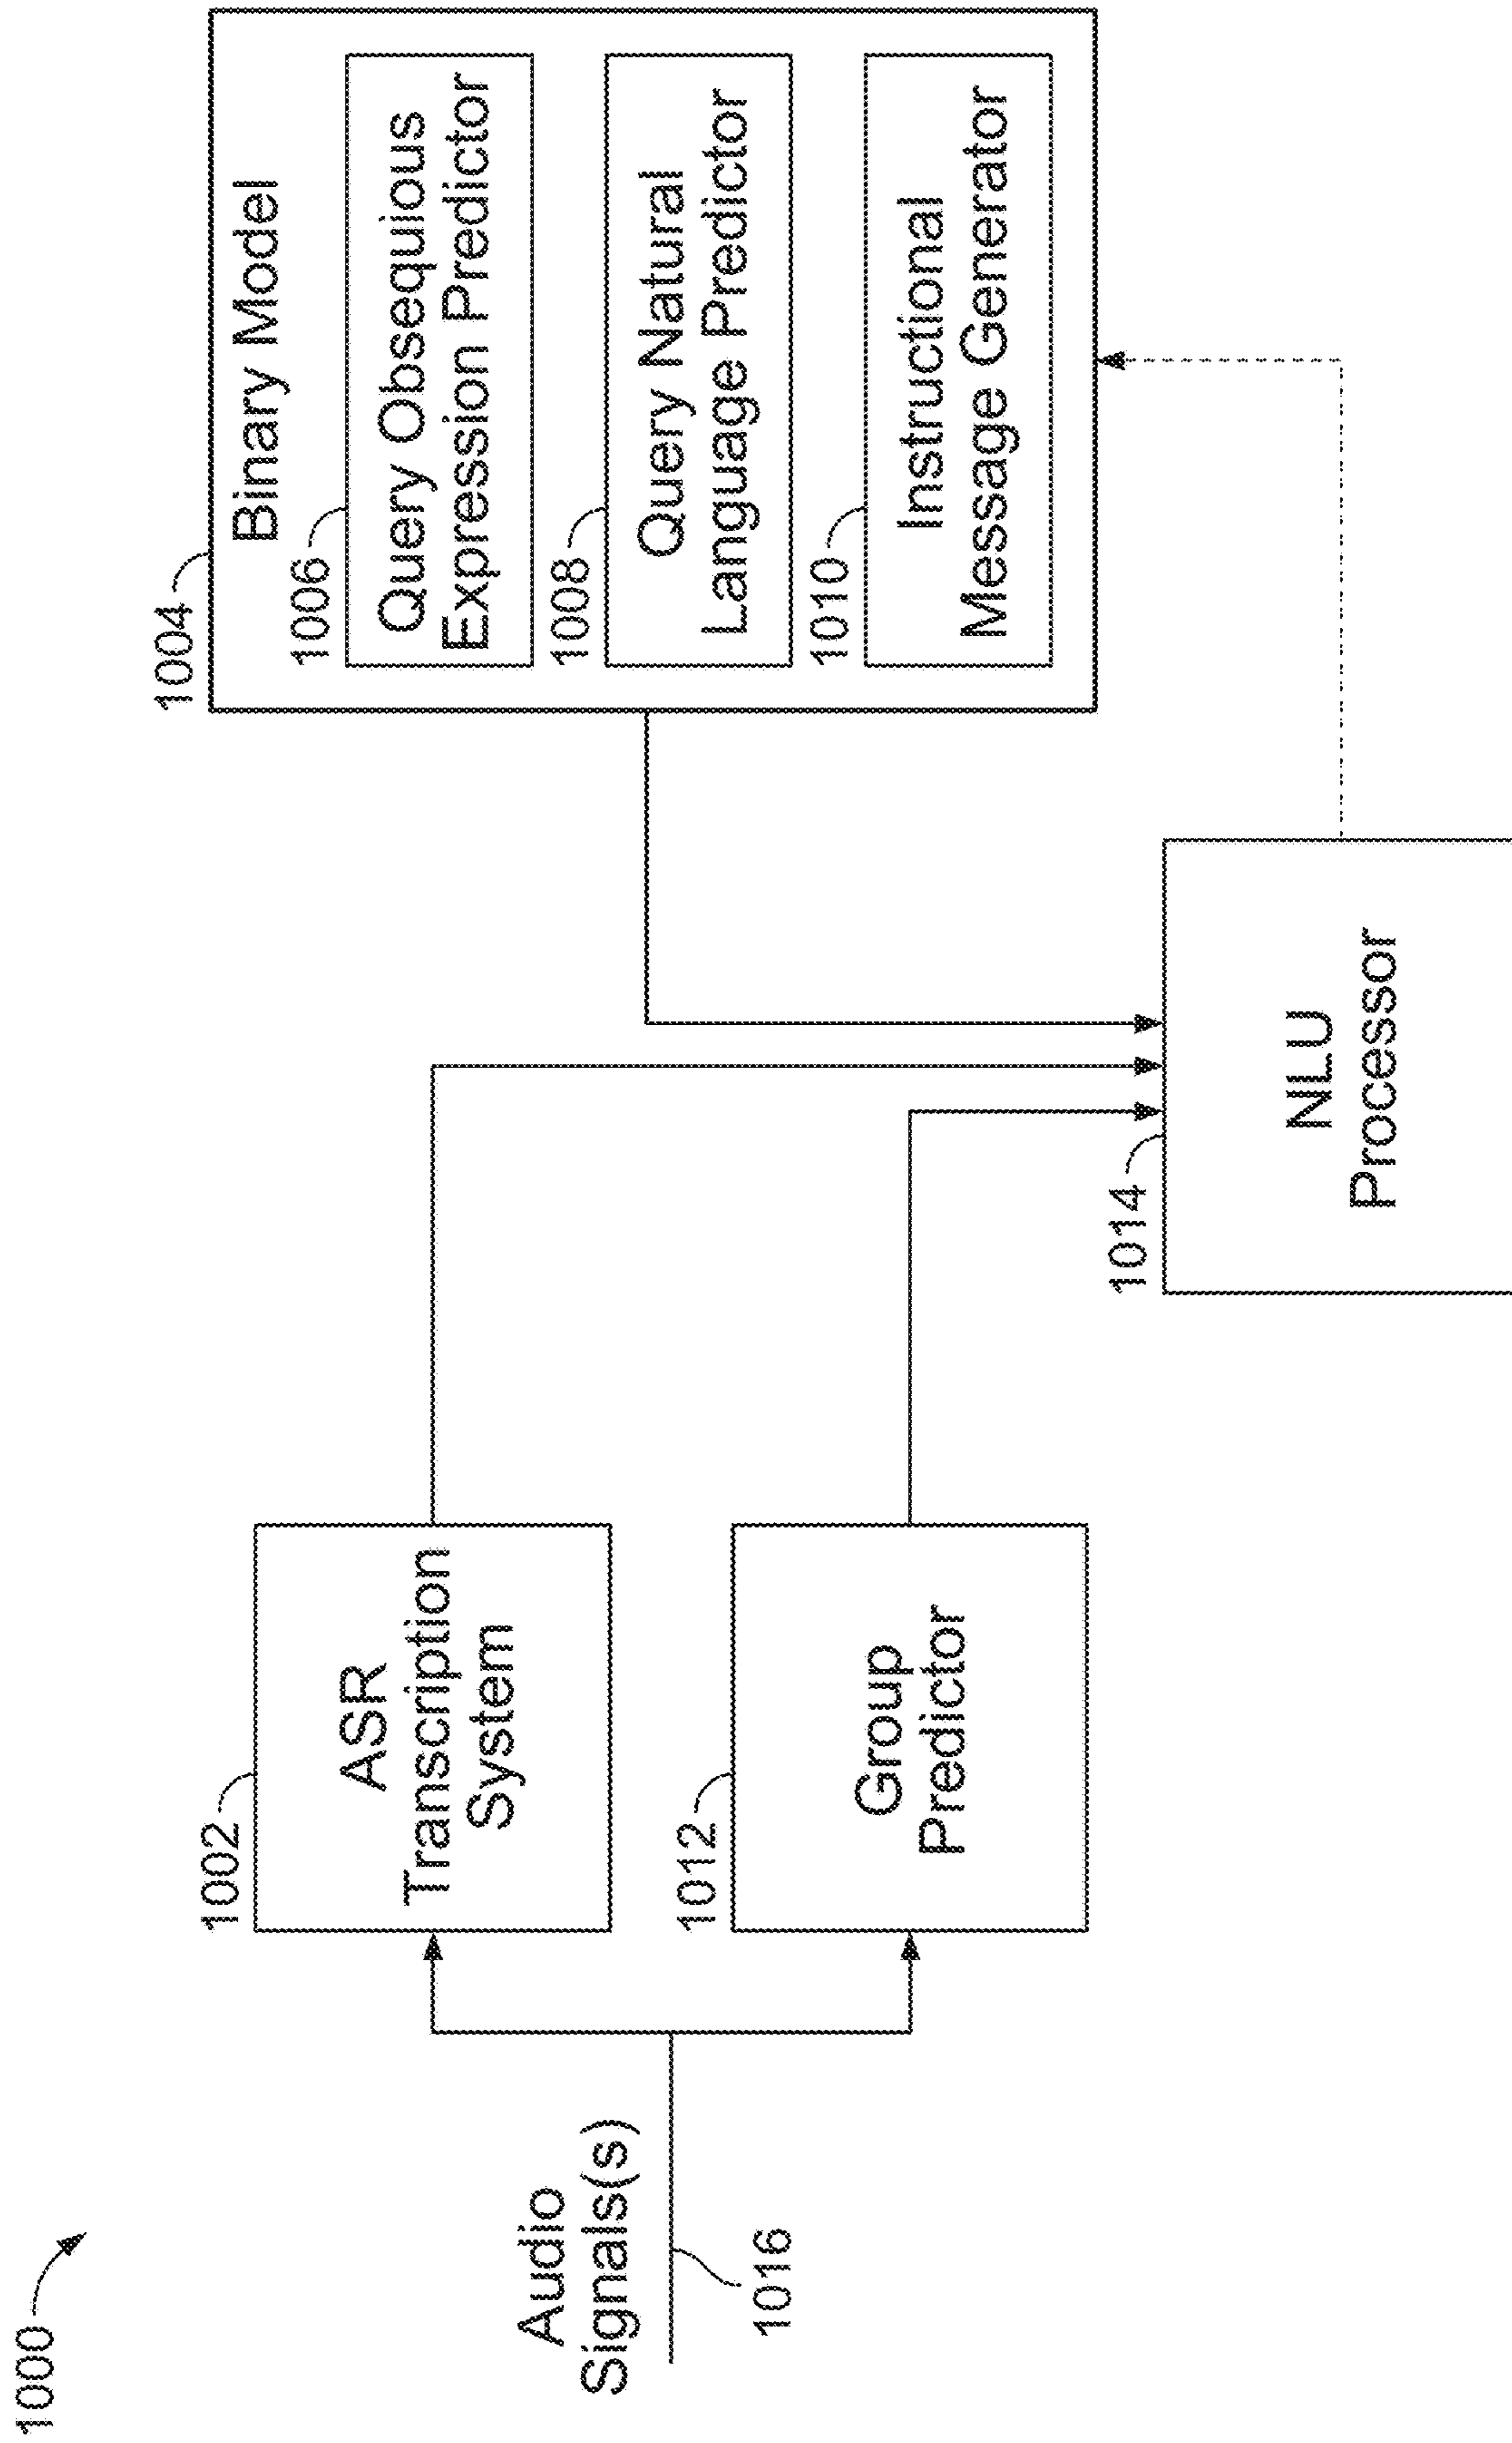 1000
Audio
Signals(s)
1016
1002
ASR
Transcription
System
1012
Group
Predictor
1004
Binary Model
1006
Query Obsequious
Expression Predictor
1008
Query Natural
Language Predictor
1010
Instructional
Message Generator
1014
NLU
Processor